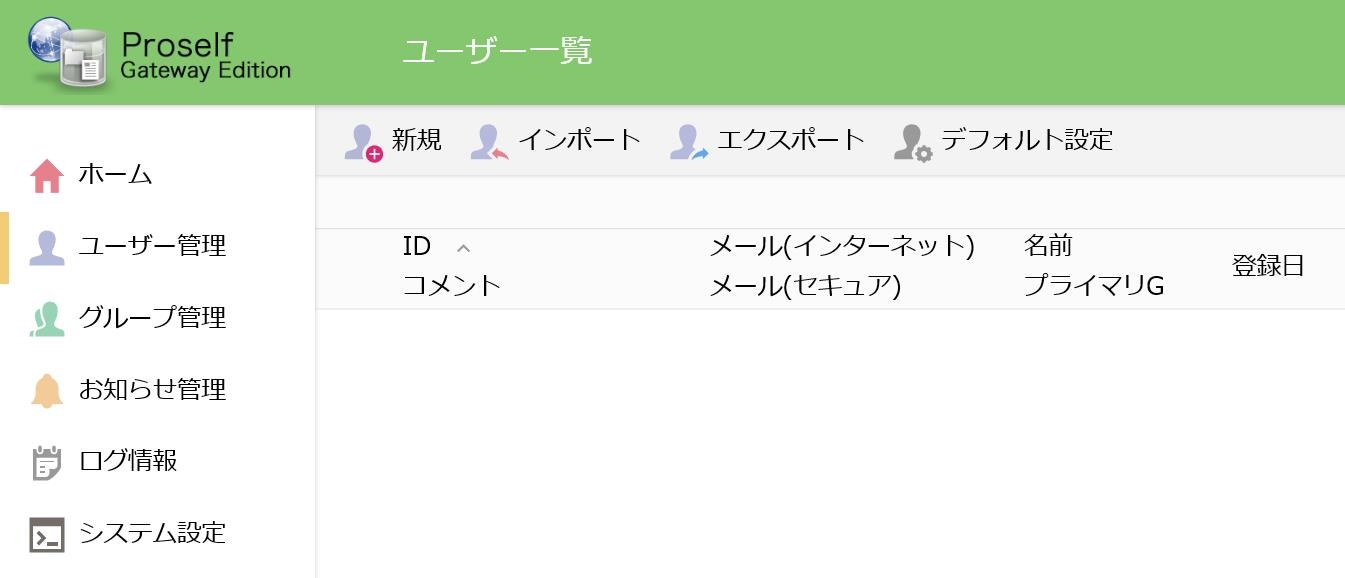 Proself
Gateway Edition
ユーザー一覧
新規 インポート エクスポート デフォルト設定
ホーム
ユーザー管理
グループ管理
お知らせ管理
ログ情報
システム設定
ID メール(インターネット) 名前
登録日
コメント メール(セキュア) プライマリG